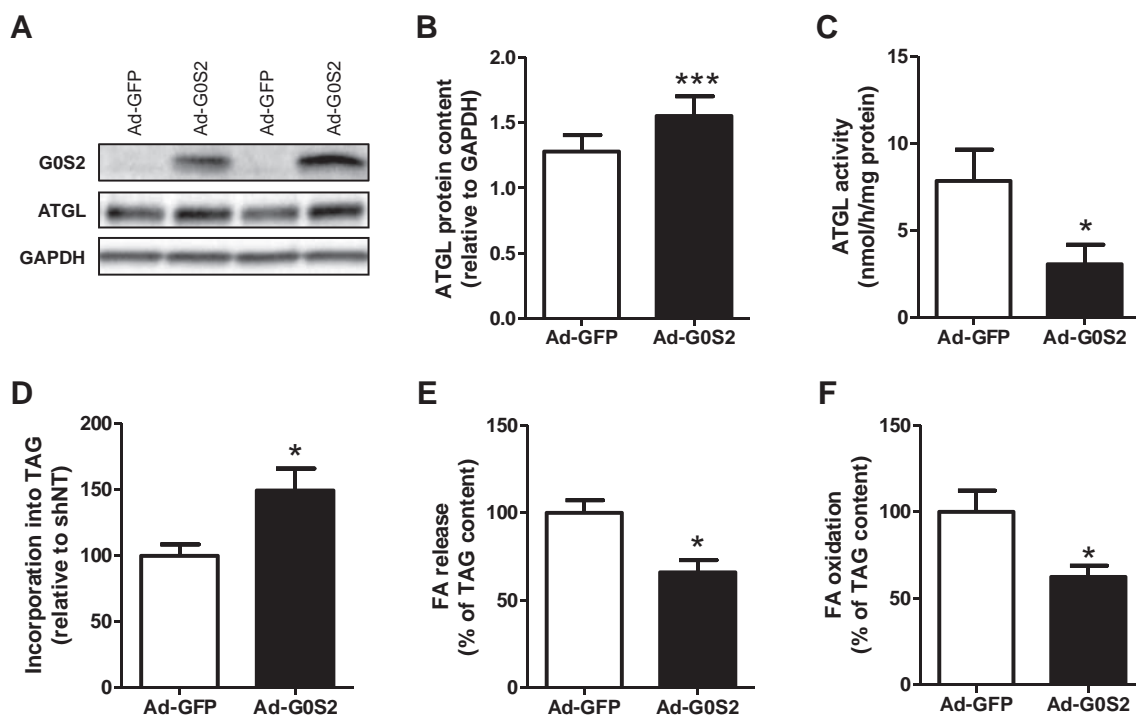 A
Ad-GFP
Ad-G0S2
Ad-GFP
Ad-G0S2
G0S2
ATGL
GAPDH
B
ATGL protein content
(relative to GAPDH)
2.0
1.5
1.0
0.5
0.0
***
Ad-GFP
Ad-G0S2
C
ATGL activity
(nmol/h/mg protein)
15
10
5
0
*
Ad-GFP
Ad-G0S2
D
Incorporation into TAG
(relative to shNT)
200
150
100
50
0
*
Ad-GFP
Ad-G0S2
E
FA release
(% of TAG content)
150
100
50
0
*
Ad-GFP
Ad-G0S2
F
FA oxidation
(% of TAG content)
150
100
50
0
*
Ad-GFP
Ad-G0S2